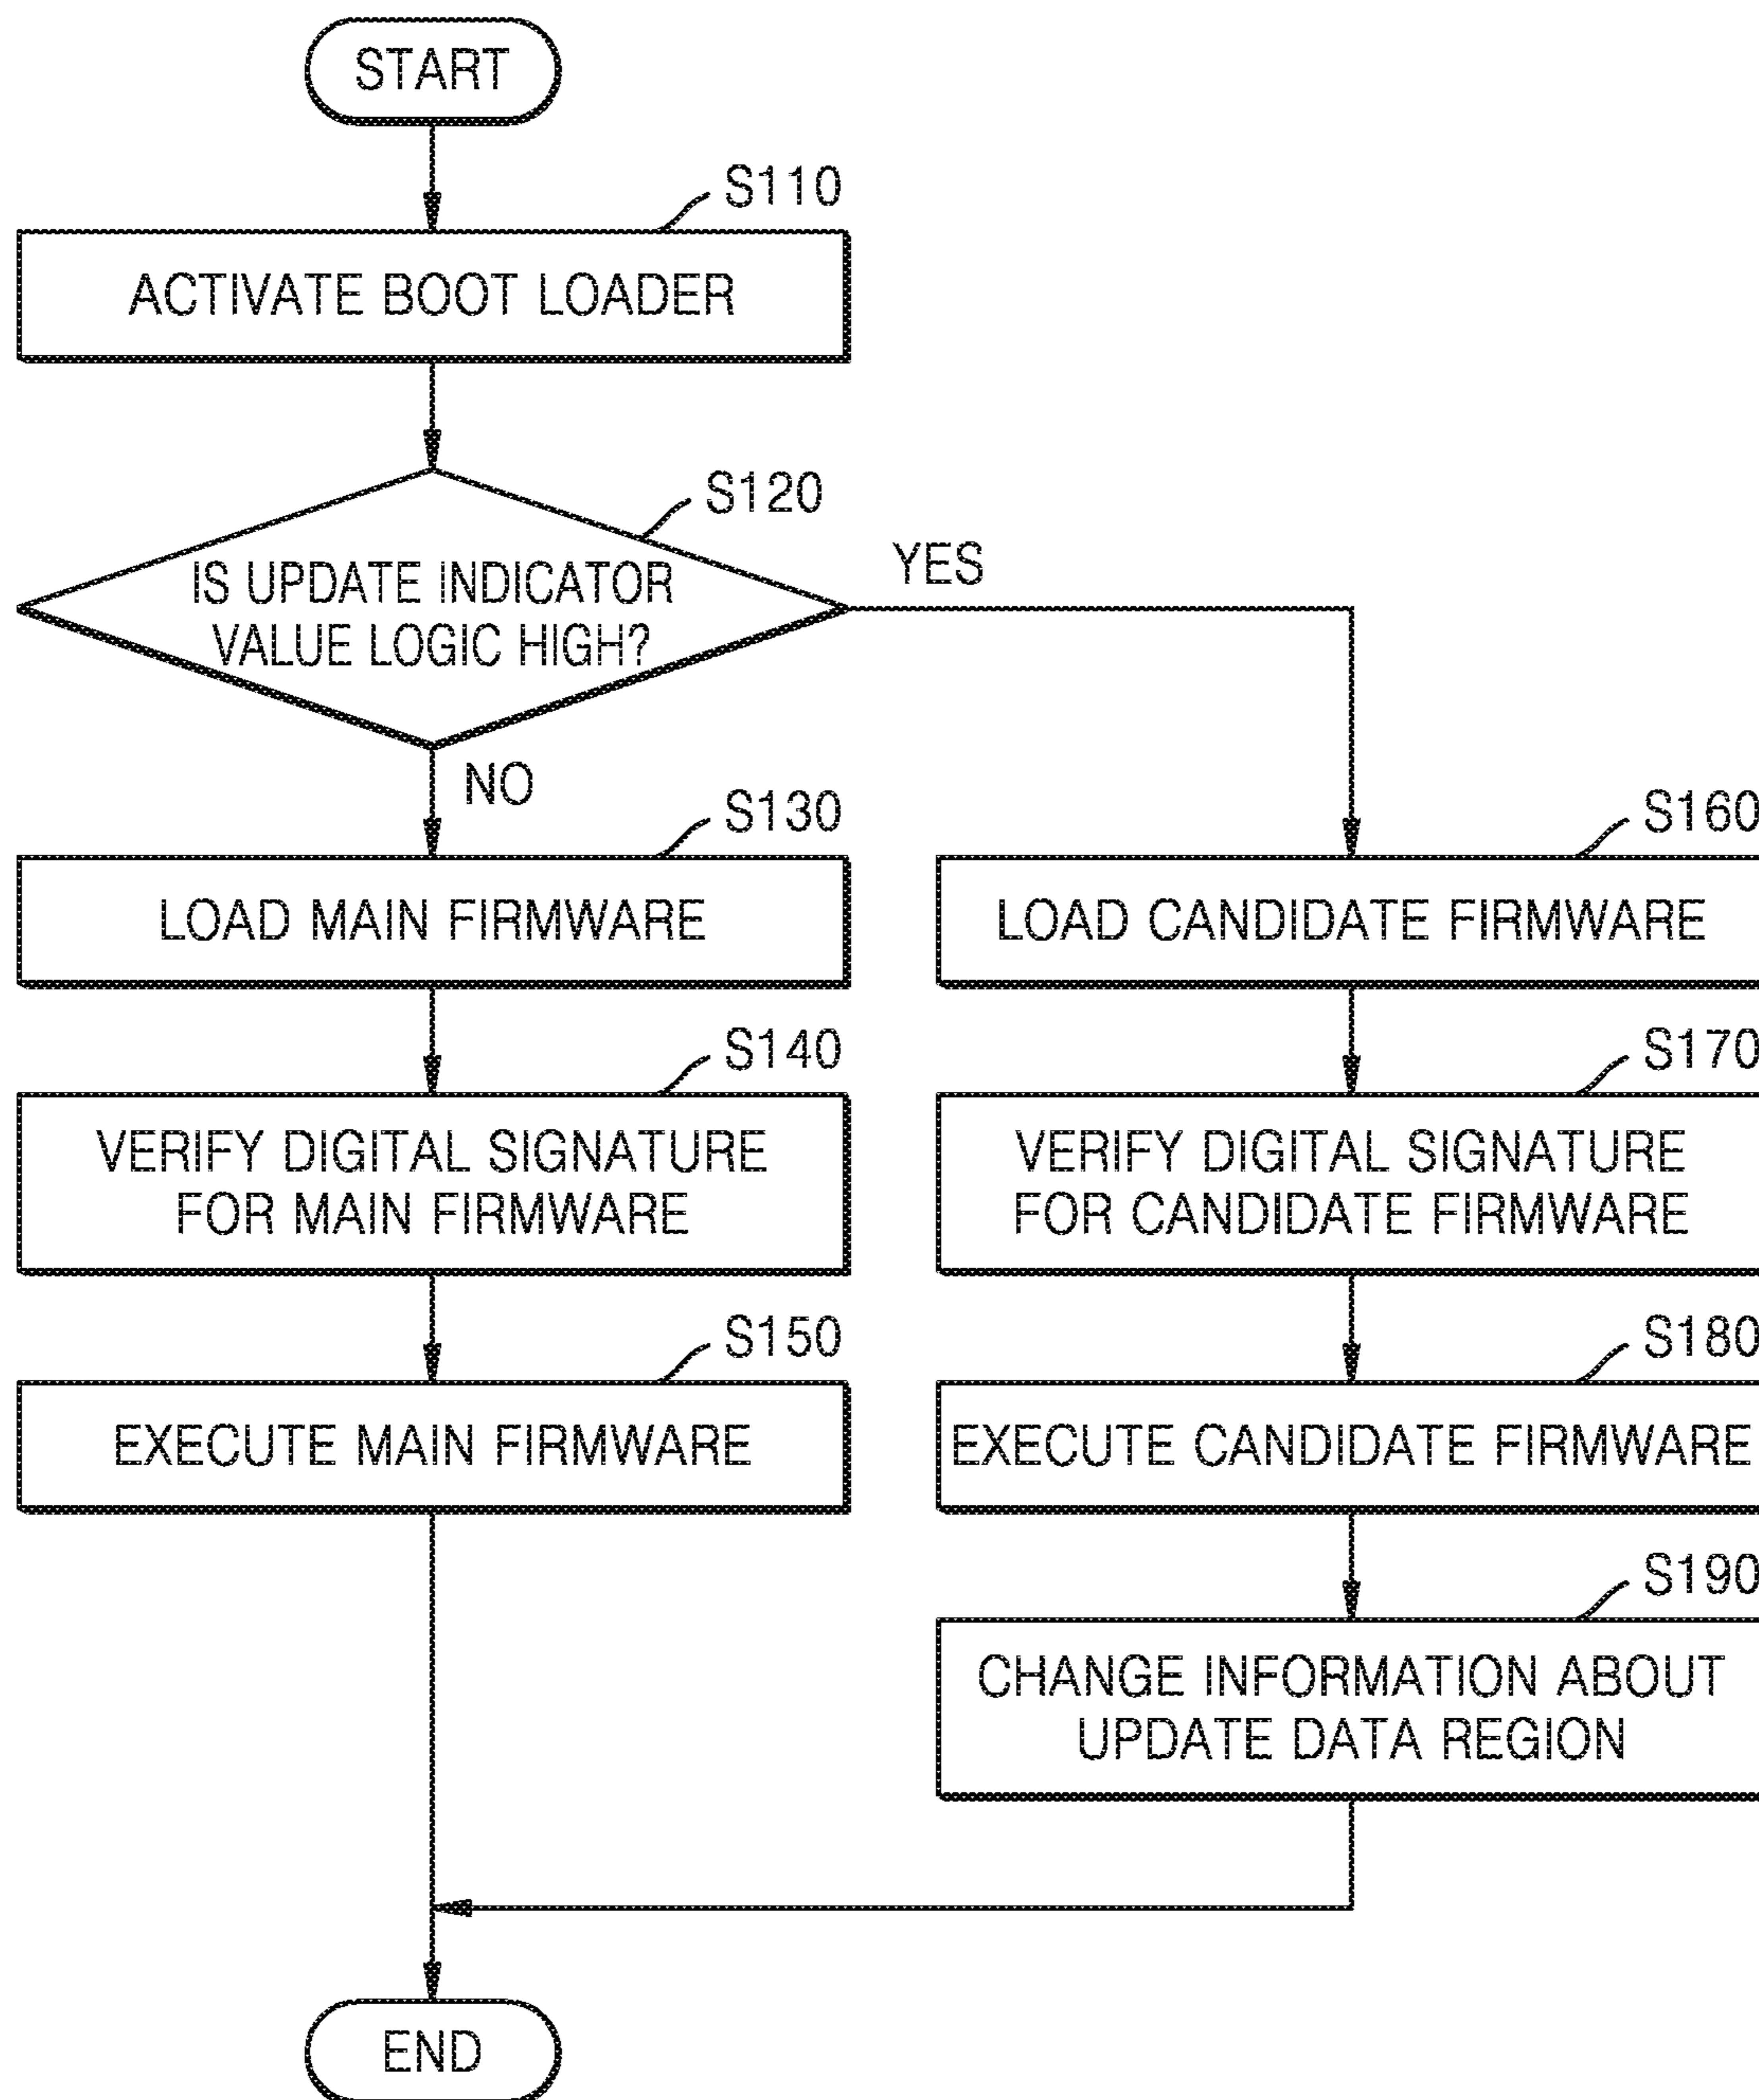 START
S110
ACTIVATE BOOT LOADER
S120
IS UPDATE INDICATOR
VALUE LOGIC HIGH?
YES
NO
S130
LOAD MAIN FIRMWARE
S140
VERIFY DIGITAL SIGNATURE
FOR MAIN FIRMWARE
S150
EXECUTE MAIN FIRMWARE
S160
LOAD CANDIDATE FIRMWARE
S170
VERIFY DIGITAL SIGNATURE
FOR CANDIDATE FIRMWARE
S180
EXECUTE CANDIDATE FIRMWARE
S190
CHANGE INFORMATION ABOUT
UPDATE DATA REGION
END